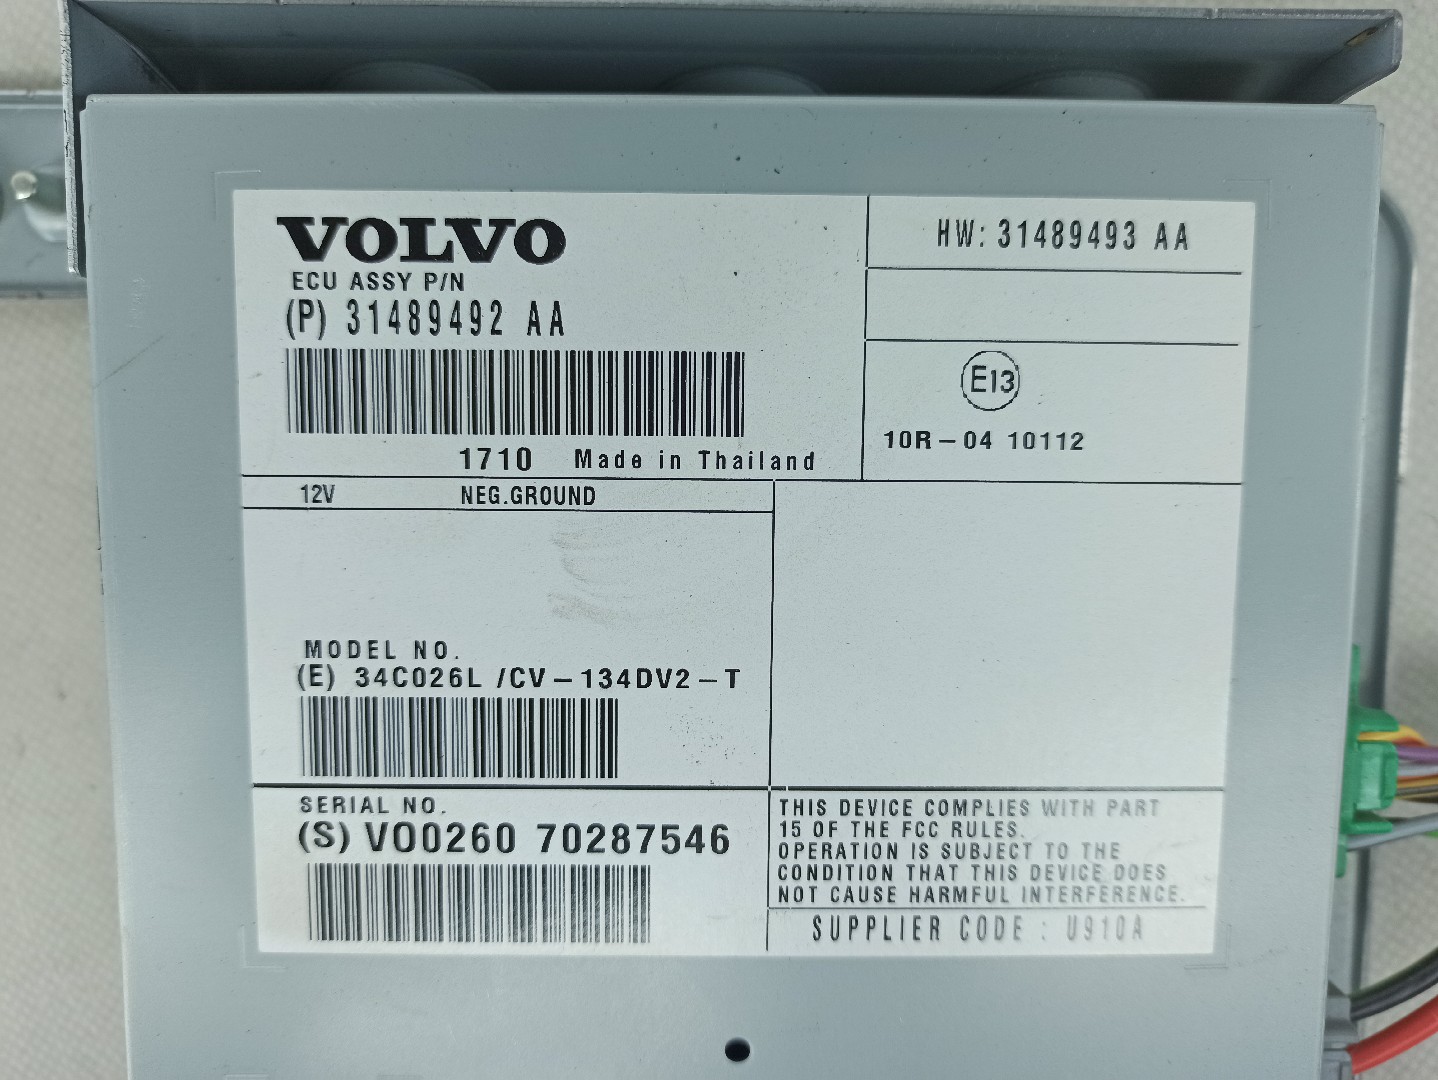 VOLVO
ECU ASSY P/N
(P) 31489492 AA
1710 Made in Thailand
HW: 31489493 AA
E13
10R-04 10112
12V NEG.GROUND
MODEL NO.
(E) 34C026L /CV-134DV2-T
SERIAL NO.
(S) VO0260 70287546
THIS DEVICE COMPLIES WITH PART
15 OF THE FCC RULES.
OPERATION IS SUBJECT TO THE
CONDITION THAT THIS DEVICE DOES
NOT CAUSE HARMFUL INTERFERENCE.
SUPPLIER CODE : U910A